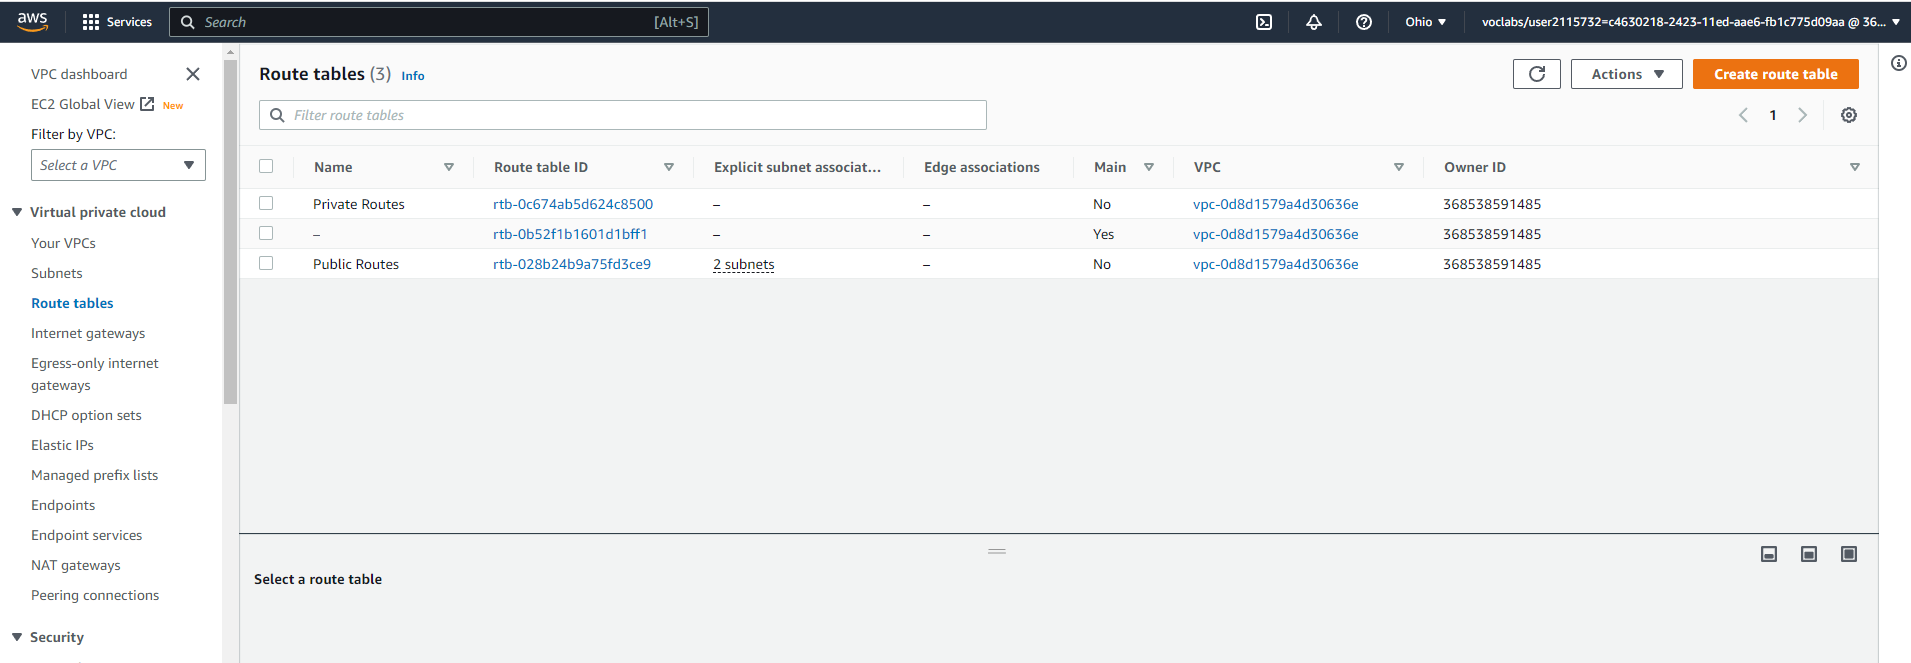 aws Services Search [Alt+S] Ohio voclabs/user2115732=c4630218-2423-11ed-aae6-fb1c775d09aa @ 36...
VPC dashboard
EC2 Global View New
Filter by VPC:
Select a VPC
Virtual private cloud
Your VPCs
Subnets
Route tables
Internet gateways
Egress-only internet
gateways
DHCP option sets
Elastic IPs
Managed prefix lists
Endpoints
Endpoint services
NAT gateways
Peering connections
Security
Route tables (3) Info
Actions
Create route table
Filter route tables
1
Name Route table ID Explicit subnet associat... Edge associations Main VPC Owner ID
Private Routes rtb-0c674ab5d624c8500 – – No vpc-0d8d1579a4d30636e 368538591485
– rtb-0b52f1b1601d1bff1 – – Yes vpc-0d8d1579a4d30636e 368538591485
Public Routes rtb-028b24b9a75fd3ce9 2 subnets – No vpc-0d8d1579a4d30636e 368538591485
Select a route table